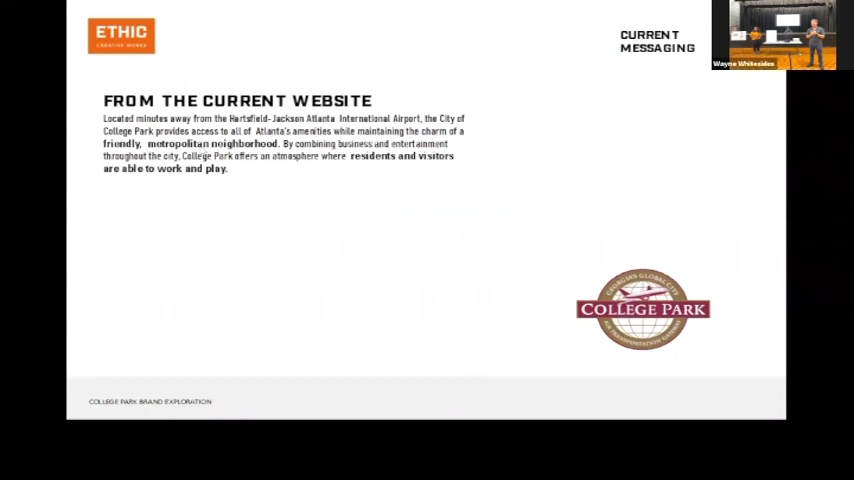 ETHIC
CREATIVE WORKS
CURRENT
MESSAGING
Wayne Whitesides
FROM THE CURRENT WEBSITE
Located minutes away from the Hartsfield-Jackson Atlanta International Airport, the City of
College Park provides access to all of Atlanta's amenities while maintaining the charm of a
friendly, metropolitan neighborhood. By combining business and entertainment
throughout the city, College Park offers an atmosphere where residents and visitors
are able to work and play.
GEORGIA'S GLOBAL CITY
COLLEGE PARK
AIR TRANSPORTATION GATEWAY
COLLEGE PARK BRAND EXPLORATION